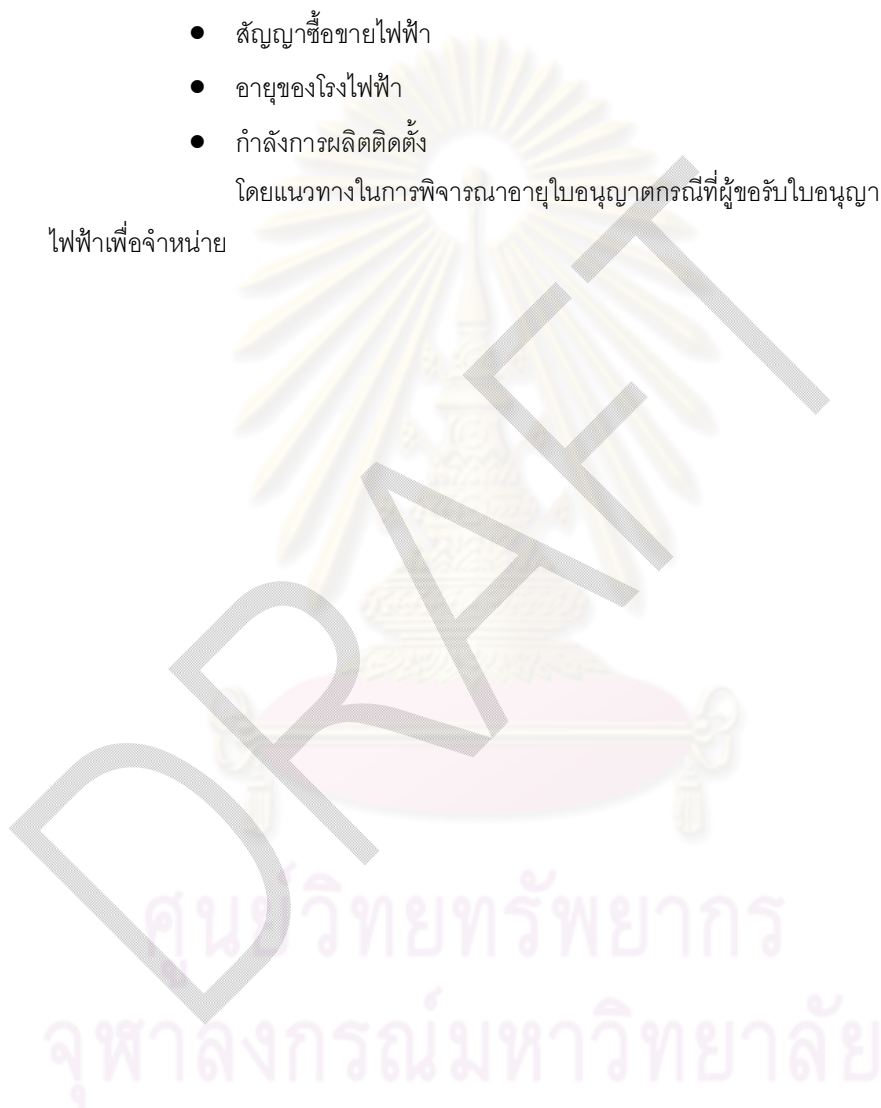 ● สัญญาซื้อขายไฟฟ้า
● อายุของโรงไฟฟ้า
● กำลังการผลิตติดตั้ง
โดยแนวทางในการพิจารณาอายุใบอนุญาตกรณีที่ผู้ขอรับใบอนุญา
ไฟฟ้าเพื่อจำหน่าย
DRAFT
ศูนย์วิทยทรัพยากร
จุฬาลงกรณ์มหาวิทยาลัย